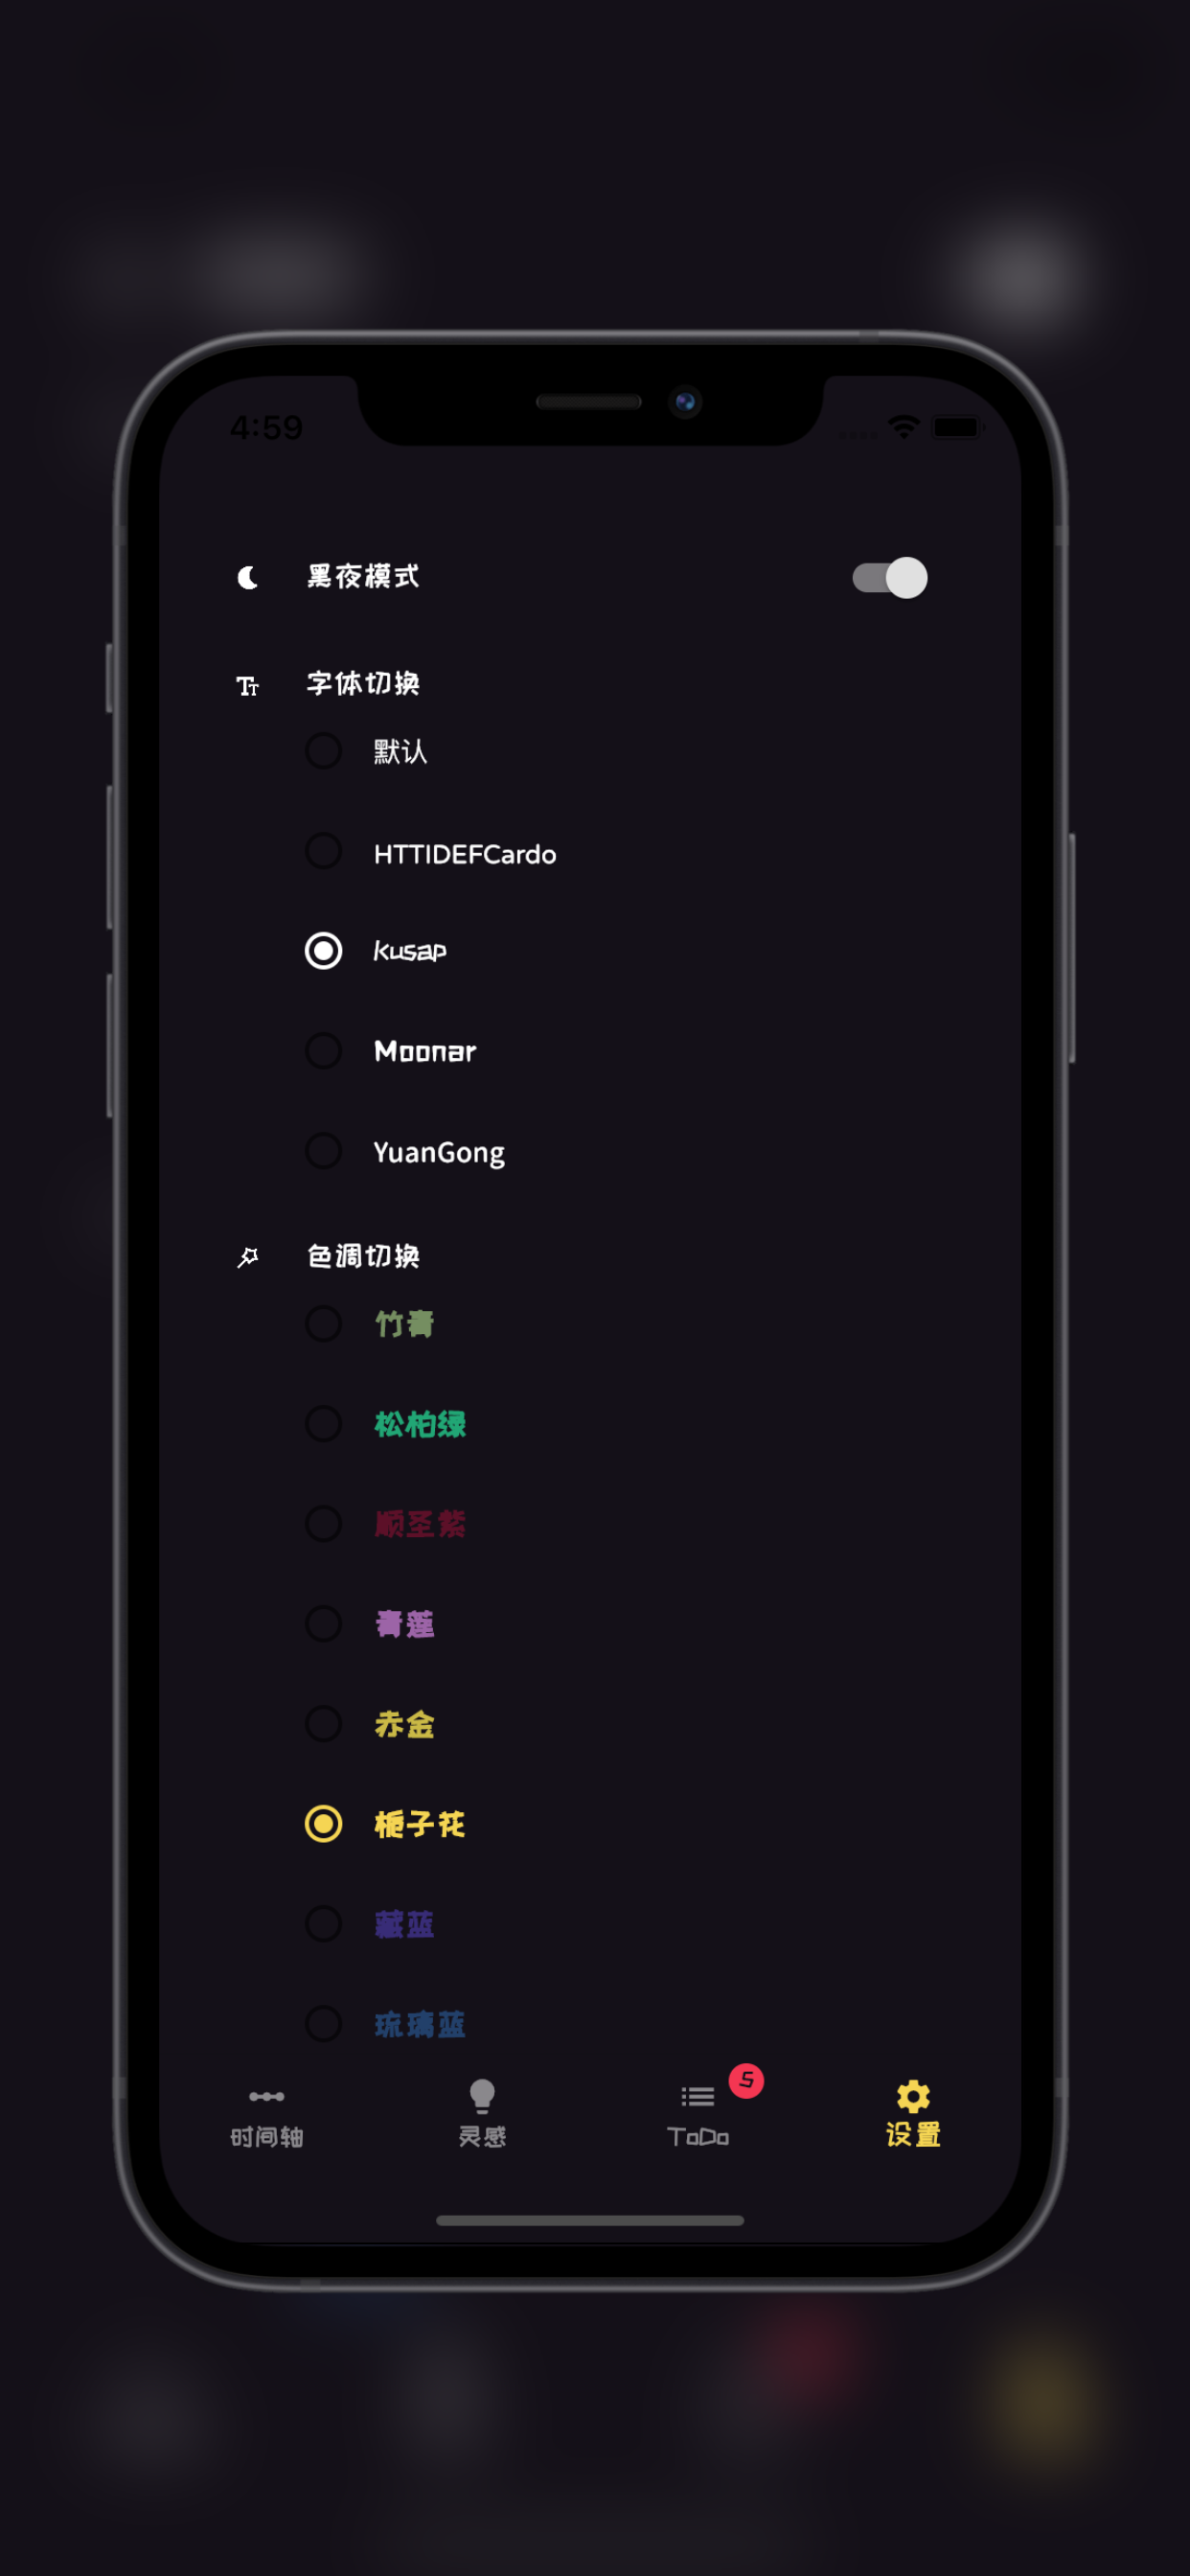 4:59
黑夜模式
字体切换
默认
HTTIDEFCardo
Kusap
Moonar
YuanGong
色调切换
竹青
松柏绿
顺圣紫
青莲
赤金
栀子花
藏蓝
琉璃蓝
5
时间轴
灵感
ToDo
设置